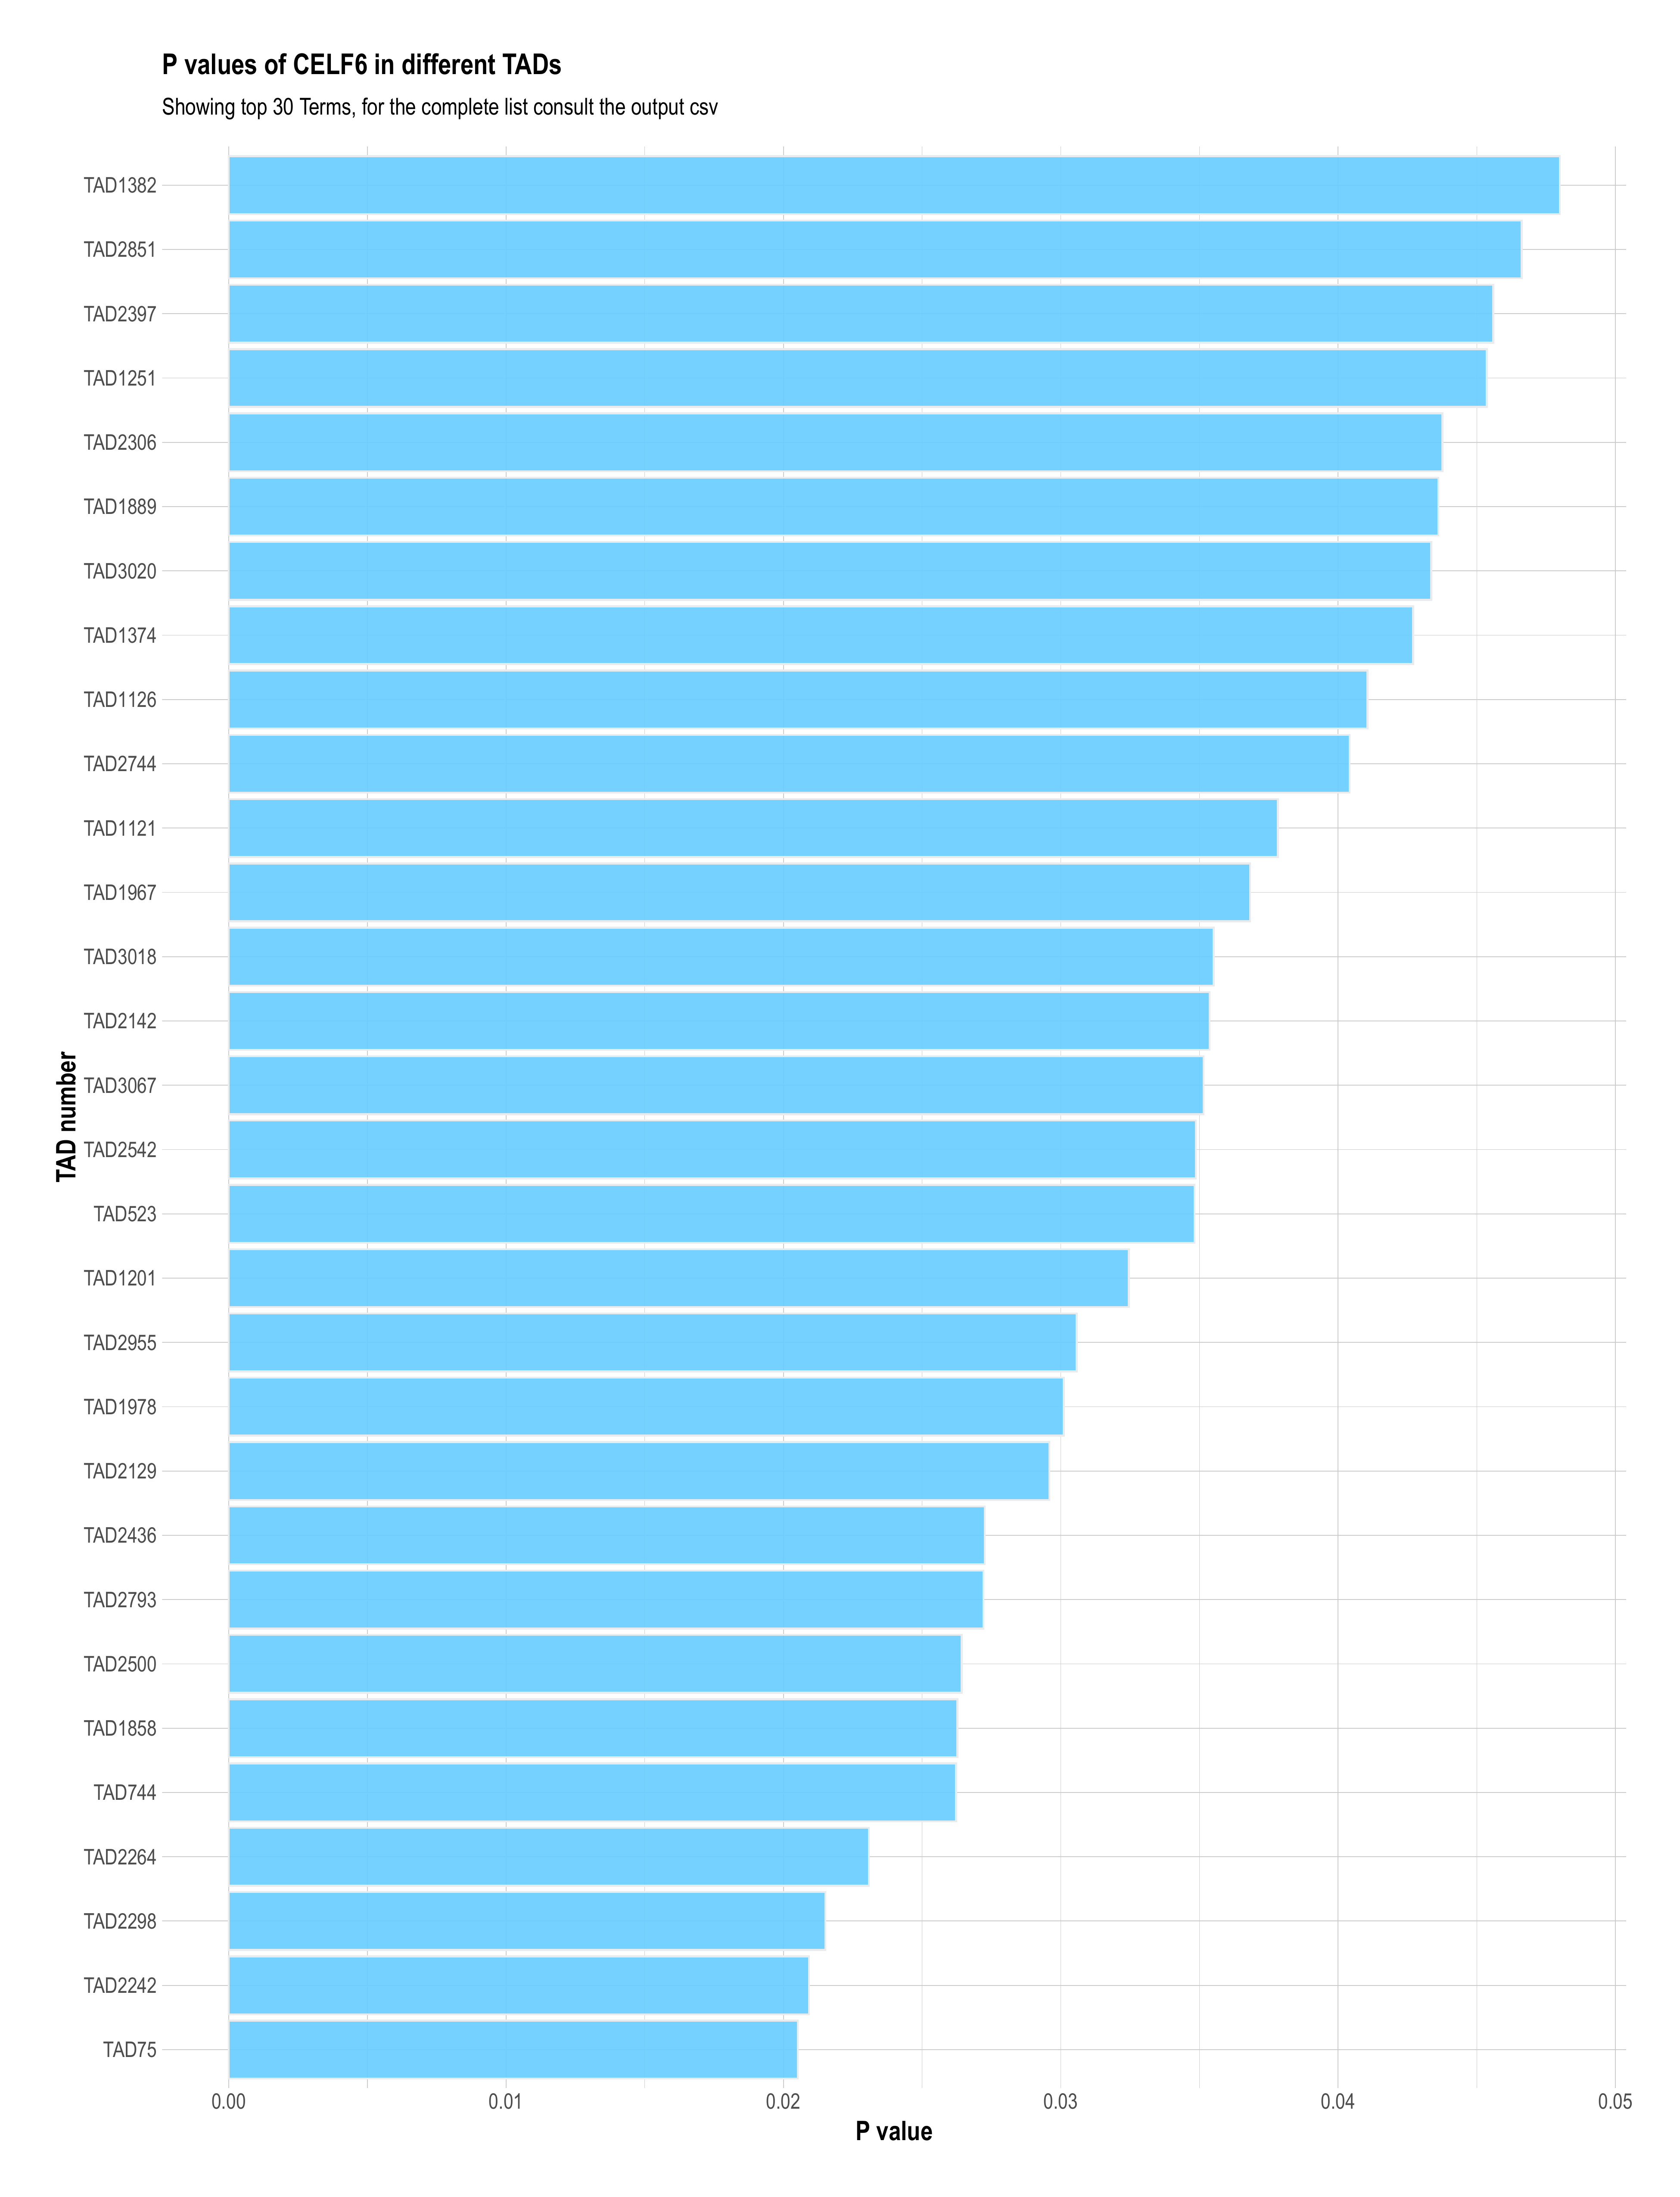 P values of CELF6 in different TADs
Showing top 30 Terms, for the complete list consult the output csv
TAD1382
TAD2851
TAD2397
TAD1251
TAD2306
TAD1889
TAD3020
TAD1374
TAD1126
TAD2744
TAD1121
TAD1967
TAD3018
TAD2142
TAD3067
TAD2542
TAD523
TAD1201
TAD2955
TAD1978
TAD2129
TAD2436
TAD2793
TAD2500
TAD1858
TAD744
TAD2264
TAD2298
TAD2242
TAD75
TAD number
0.00 0.01 0.02 0.03 0.04 0.05
P value